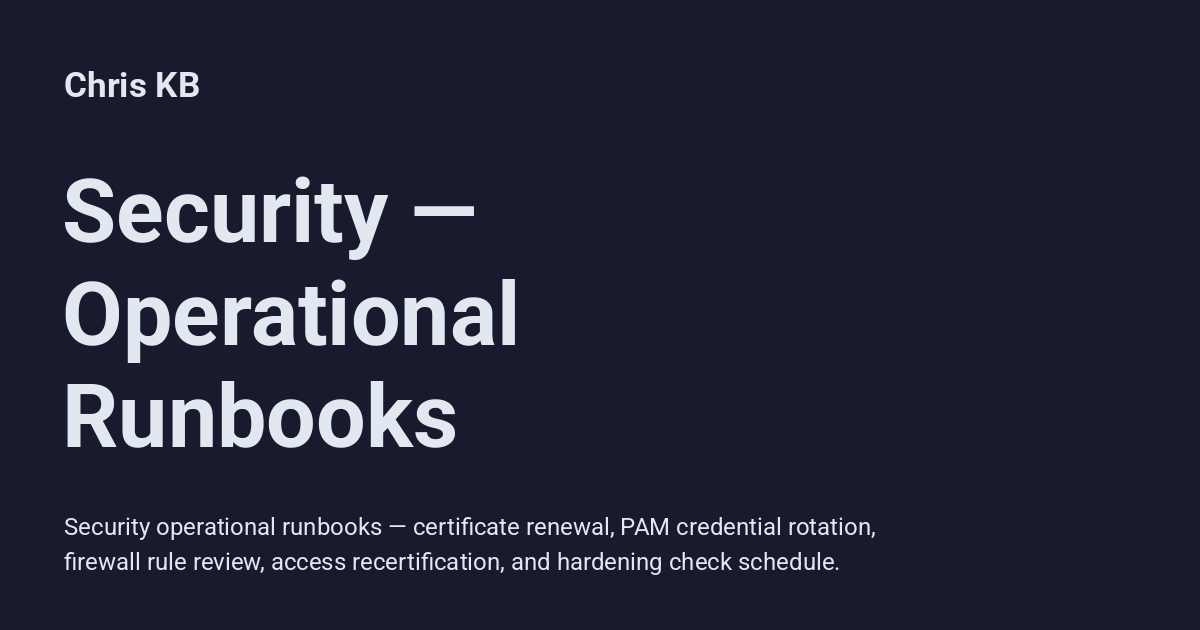 Chris KB
Security —
Operational
Runbooks
Security operational runbooks — certificate renewal, PAM credential rotation,
firewall rule review, access recertification, and hardening check schedule.